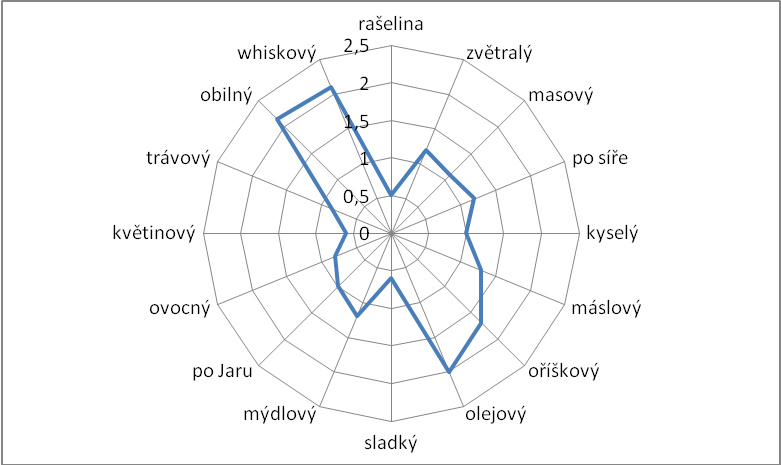 rašelina
2,5
whiskový
zvětralý
2
obilný
masový
1,5
trávový
1
po síře
0,5
květinový
0
kyselý
ovocný
máslový
po Jaru
oříškový
mýdlový
olejový
sladký